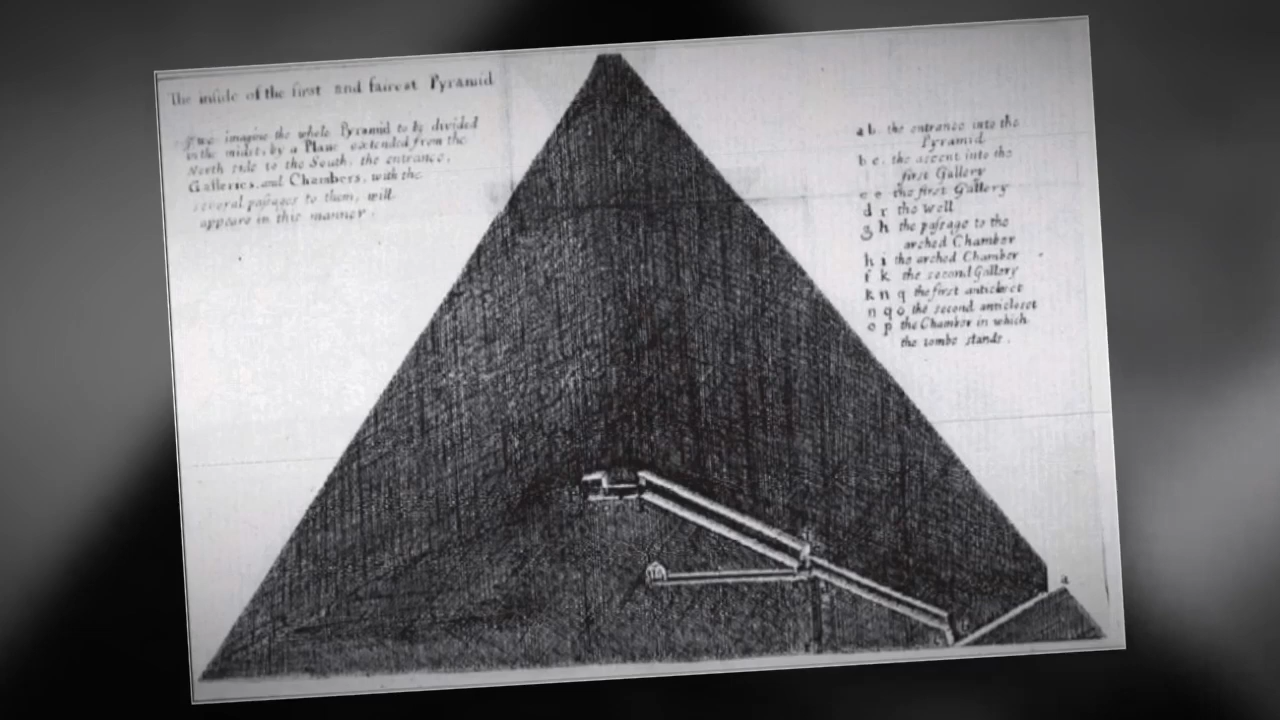 The inside of the first and fairest Pyramid
If we imagine the whole Pyramid to be divided
in the midst, by a Plane extended from the
North side to the South, the entrance,
Galleries, and Chambers, with the
several paſsages to them, will
appear in this manner.
a b. the entrance into the
Pyramid.
b c. the ascent into the
first Gallery
c e the first Gallery
d r the well
g h the paſsage to the
arched Chamber
h i the arched Chamber
f k the second Gallery
k n q the first anticloset
n q o the second anticloset
o p the Chamber in which
the tombe stands.
a